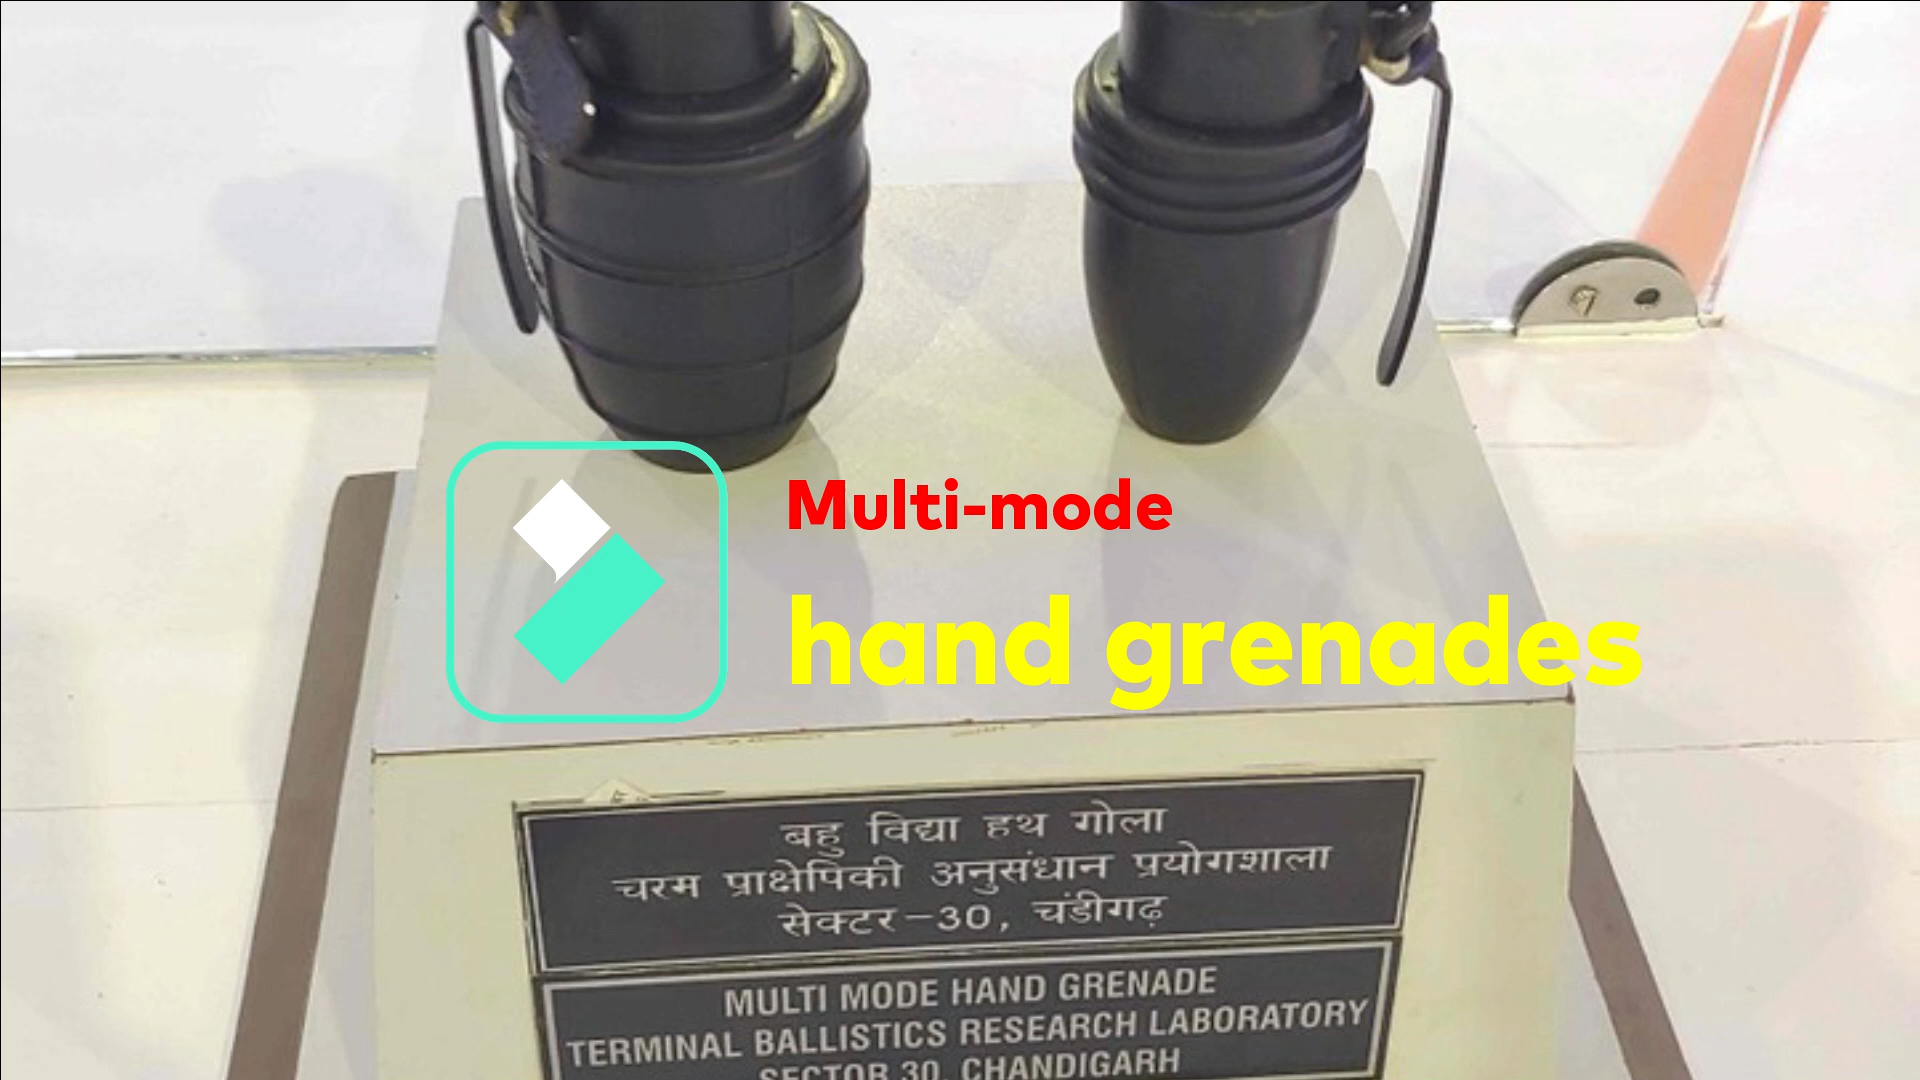 Multi-mode
hand grenades
बहु विद्या हथ गोला
चरम प्राक्षेपिकी अनुसंधान प्रयोगशाला
सेक्टर-30, चंडीगढ़
MULTI MODE HAND GRENADE
TERMINAL BALLISTICS RESEARCH LABORATORY
SECTOR 30, CHANDIGARH